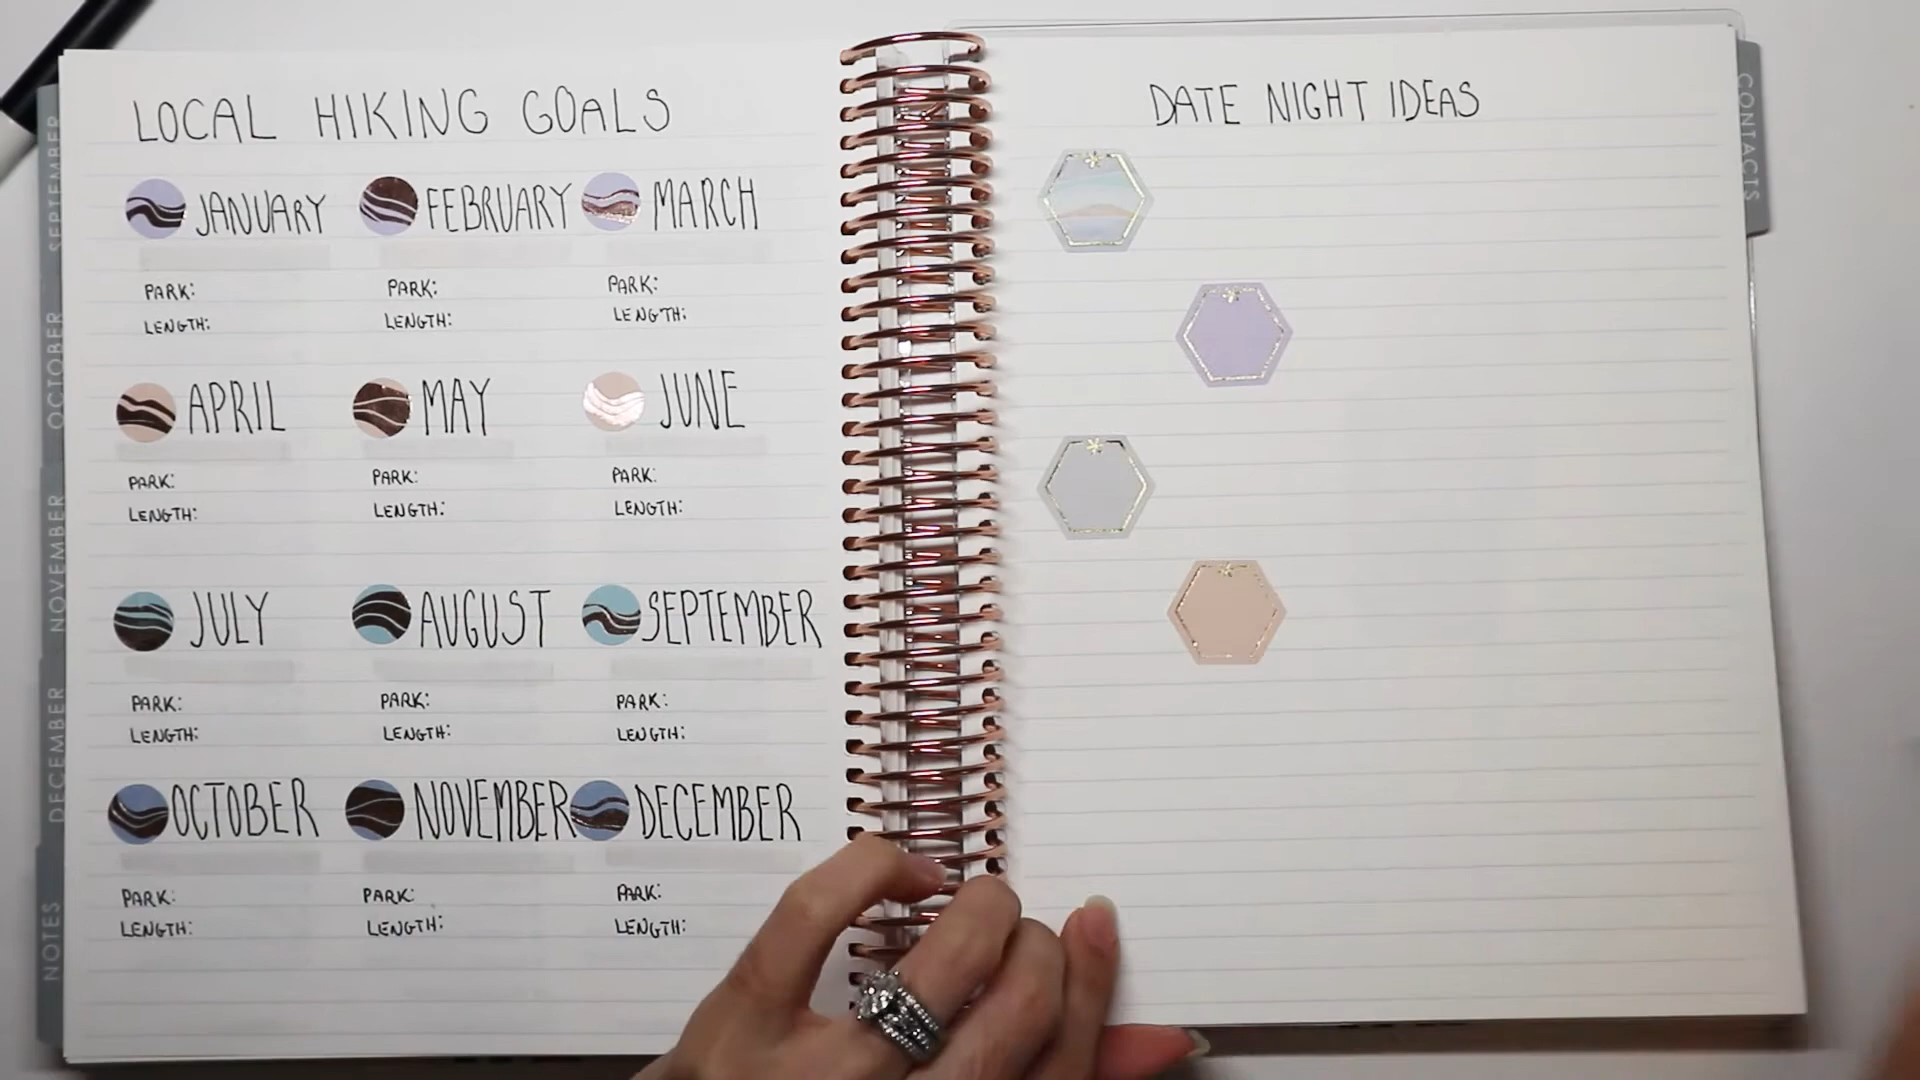 LOCAL HIKING GOALS
JANUARY FEBRUARY MARCH
PARK: PARK: PARK:
LENGTH: LENGTH: LENGTH:
APRIL MAY JUNE
PARK: PARK: PARK:
LENGTH: LENGTH: LENGTH:
JULY AUGUST SEPTEMBER
PARK: PARK: PARK:
LENGTH: LENGTH: LENGTH:
OCTOBER NOVEMBER DECEMBER
PARK: PARK: PARK:
LENGTH: LENGTH: LENGTH:
DATE NIGHT IDEAS
SEPTEMBER
OCTOBER
NOVEMBER
DECEMBER
NOTES
CONTACTS